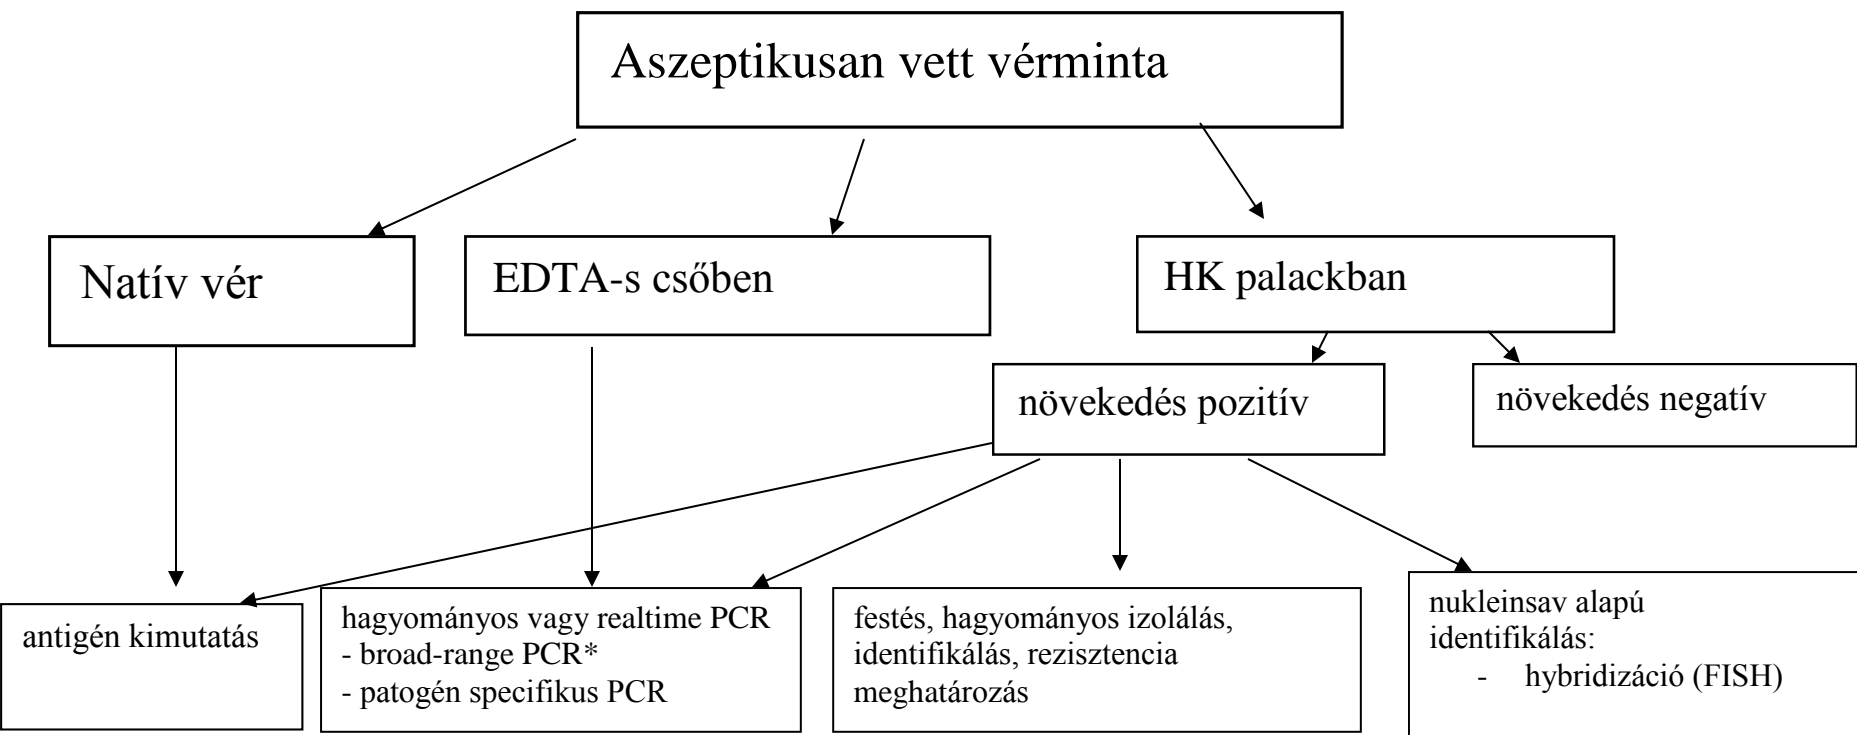 Aszeptikusan vett vérminta
Natív vér
EDTA-s csőben
HK palackban
növekedés pozitív
növekedés negatív
antigén kimutatás
hagyományos vagy realtime PCR
- broad-range PCR*
- patogén specifikus PCR
festés, hagyományos izolálás,
identifikálás, rezisztencia
meghatározás
nukleinsav alapú
identifikálás:
- hybridizáció (FISH)